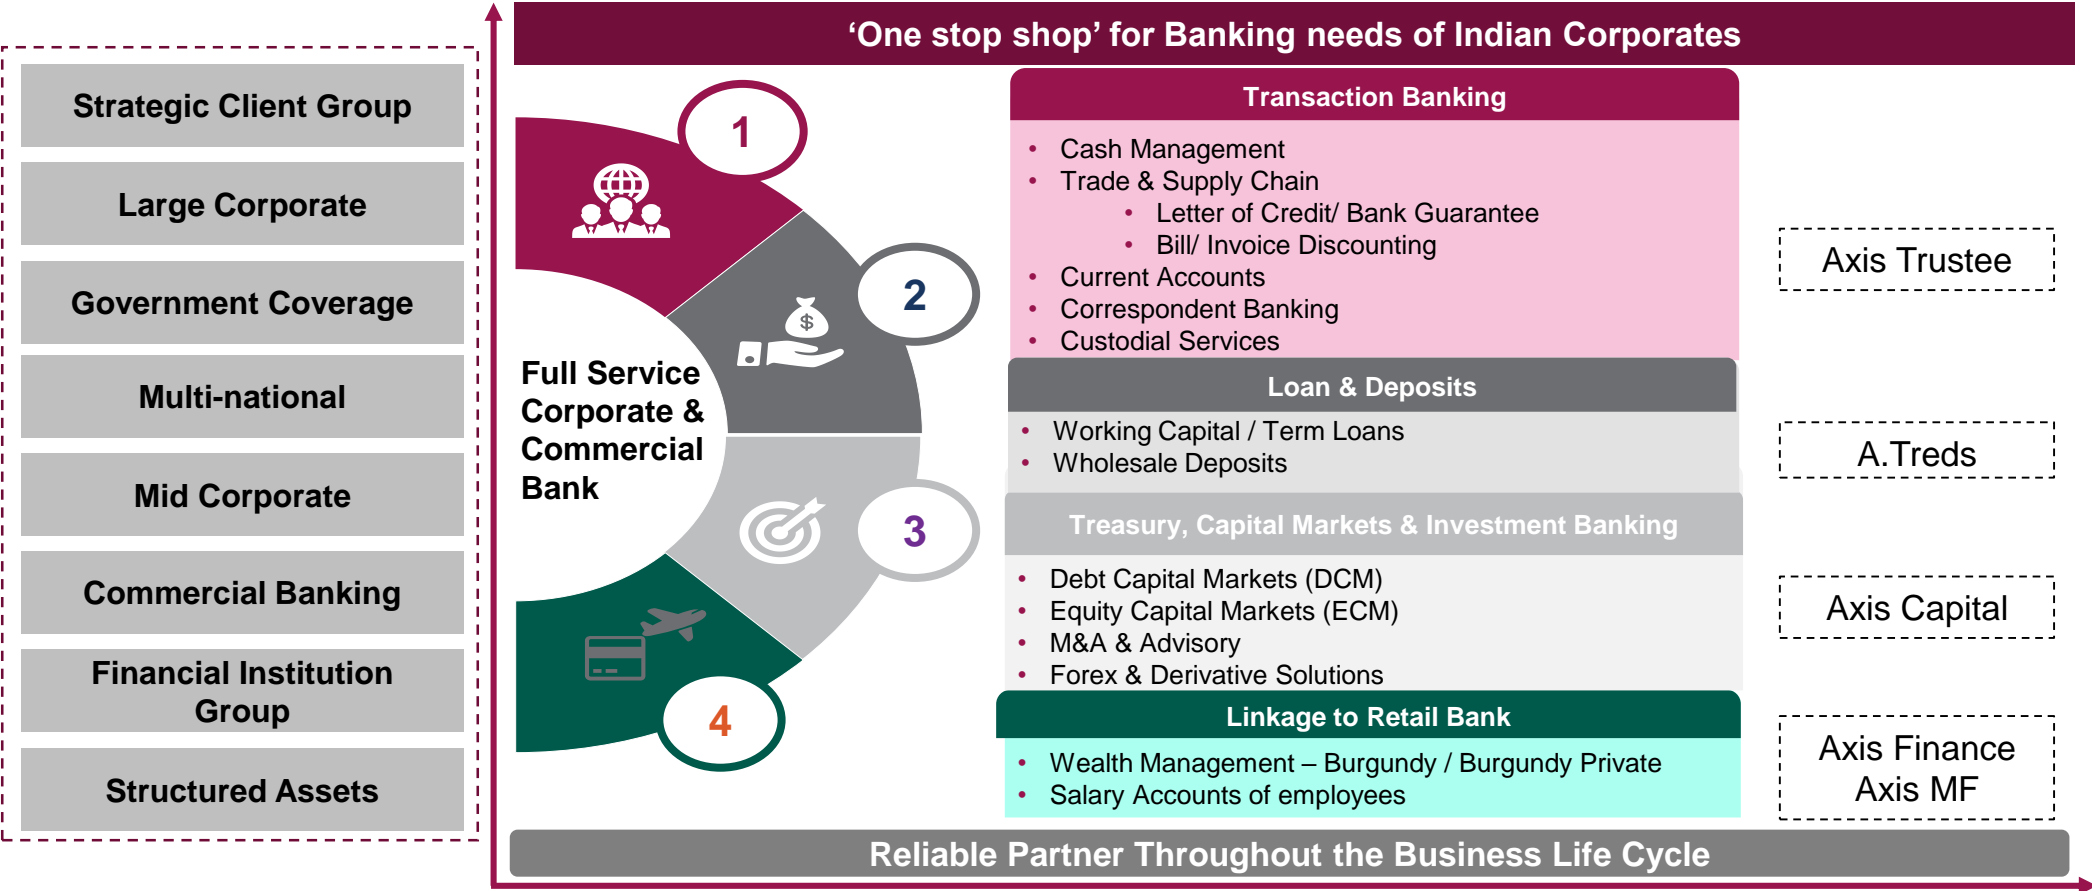 ‘One stop shop’ for Banking needs of Indian Corporates
Strategic Client Group
Large Corporate
Government Coverage
Multi-national
Mid Corporate
Commercial Banking
Financial Institution
Group
Structured Assets
1
2
$
3
4
Full Service
Corporate &
Commercial
Bank
Transaction Banking
• Cash Management
• Trade & Supply Chain
• Letter of Credit/ Bank Guarantee
• Bill/ Invoice Discounting
• Current Accounts
• Correspondent Banking
• Custodial Services
Loan & Deposits
• Working Capital / Term Loans
• Wholesale Deposits
Treasury, Capital Markets & Investment Banking
• Debt Capital Markets (DCM)
• Equity Capital Markets (ECM)
• M&A & Advisory
• Forex & Derivative Solutions
Linkage to Retail Bank
• Wealth Management – Burgundy / Burgundy Private
• Salary Accounts of employees
Axis Trustee
A.Treds
Axis Capital
Axis Finance
Axis MF
Reliable Partner Throughout the Business Life Cycle